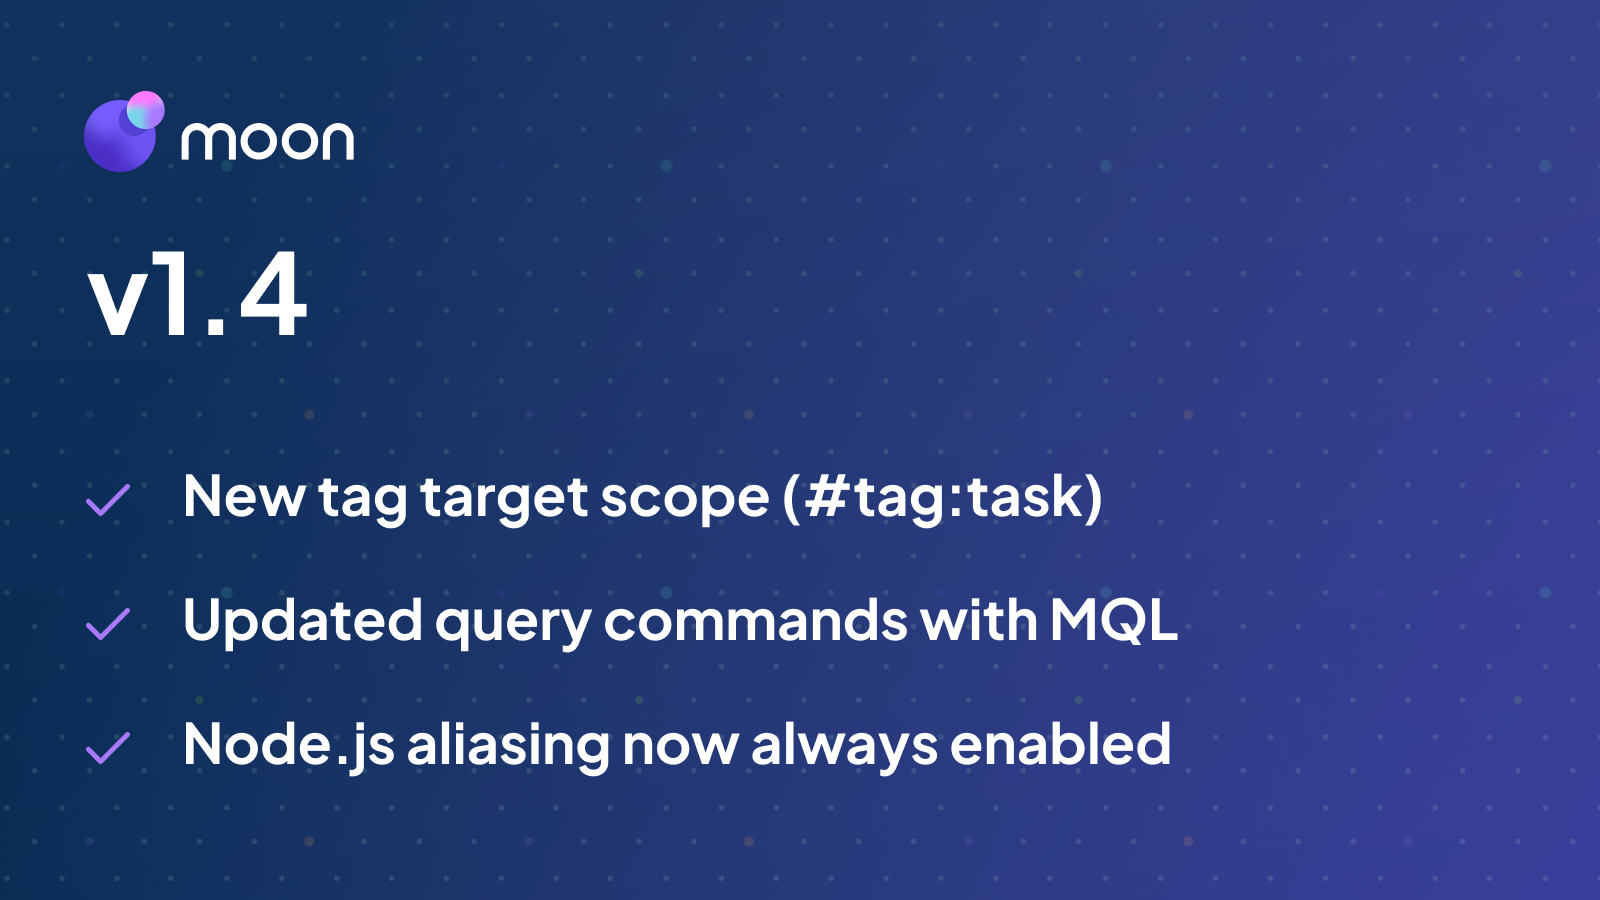 moon
v1.4
New tag target scope (#tag:task)
Updated query commands with MQL
Node.js aliasing now always enabled